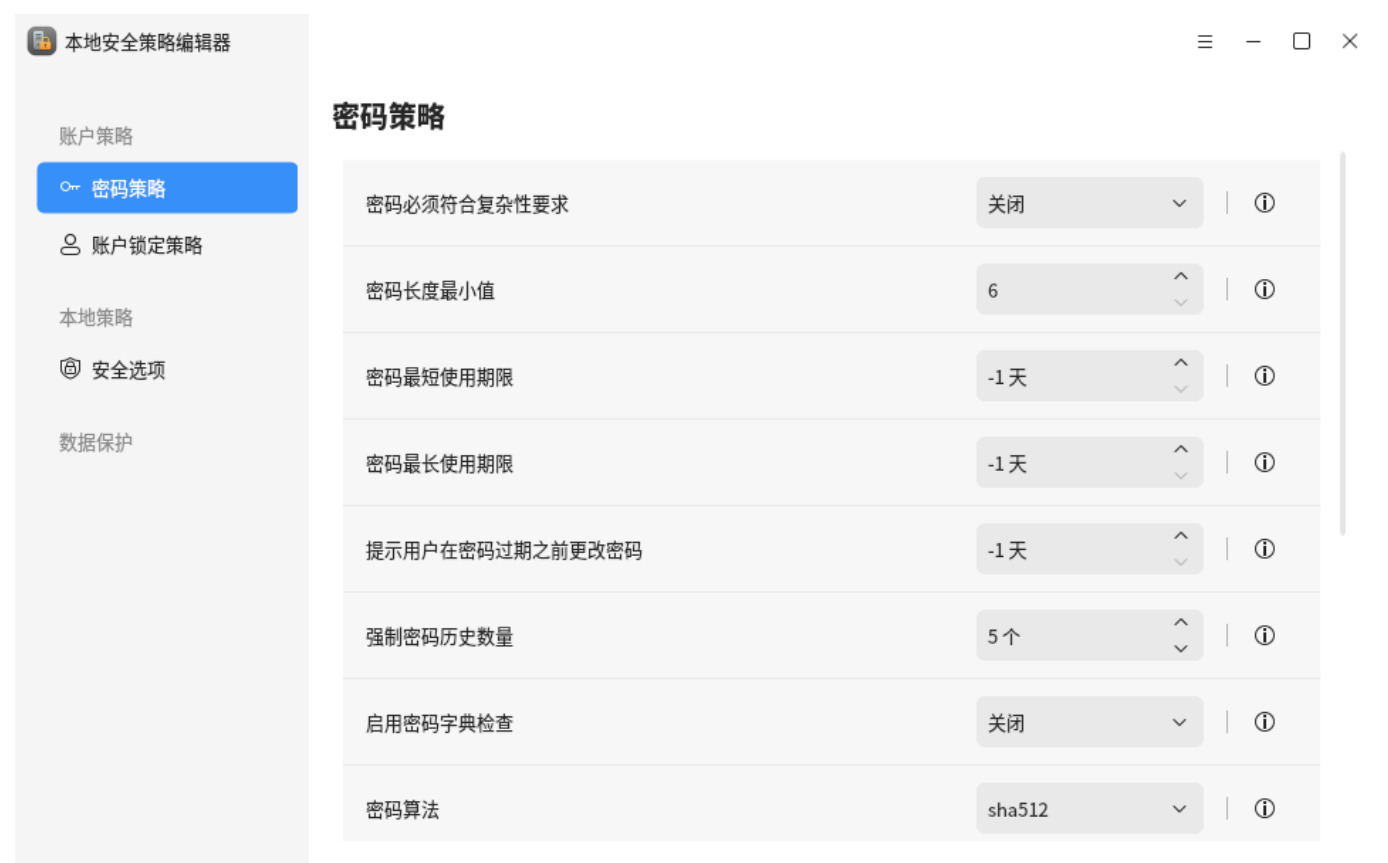 本地安全策略编辑器
账户策略
密码策略
账户锁定策略
本地策略
安全选项
数据保护
密码策略
密码必须符合复杂性要求 关闭
密码长度最小值 6
密码最短使用期限 -1 天
密码最长使用期限 -1 天
提示用户在密码过期之前更改密码 -1 天
强制密码历史数量 5 个
启用密码字典检查 关闭
密码算法 sha512